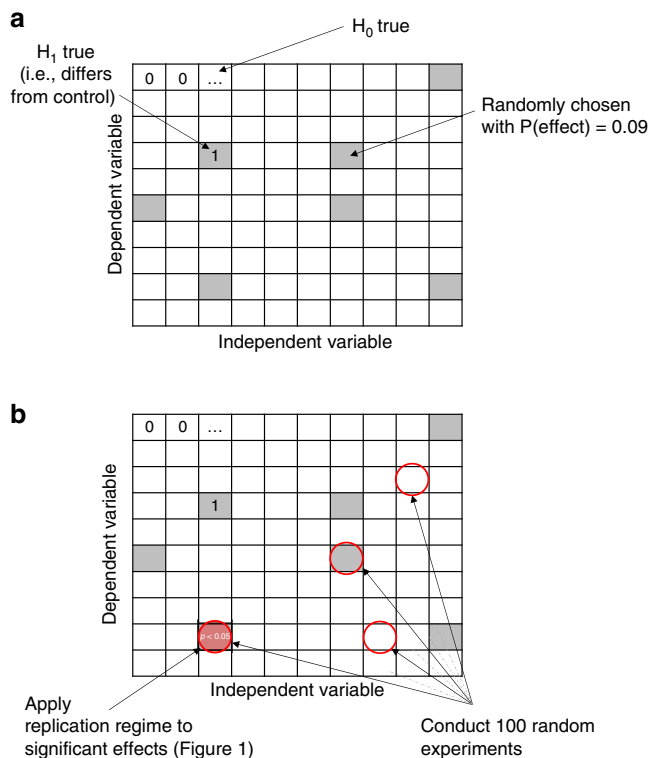 a
H₁ true
(i.e., differs
from control)
H₀ true
0 0 ...
1
Randomly chosen
with P(effect) = 0.09
Dependent variable
Independent variable
b
0 0 ...
1
p < 0.05
Dependent variable
Independent variable
Apply
replication regime to
significant effects (Figure 1)
Conduct 100 random
experiments